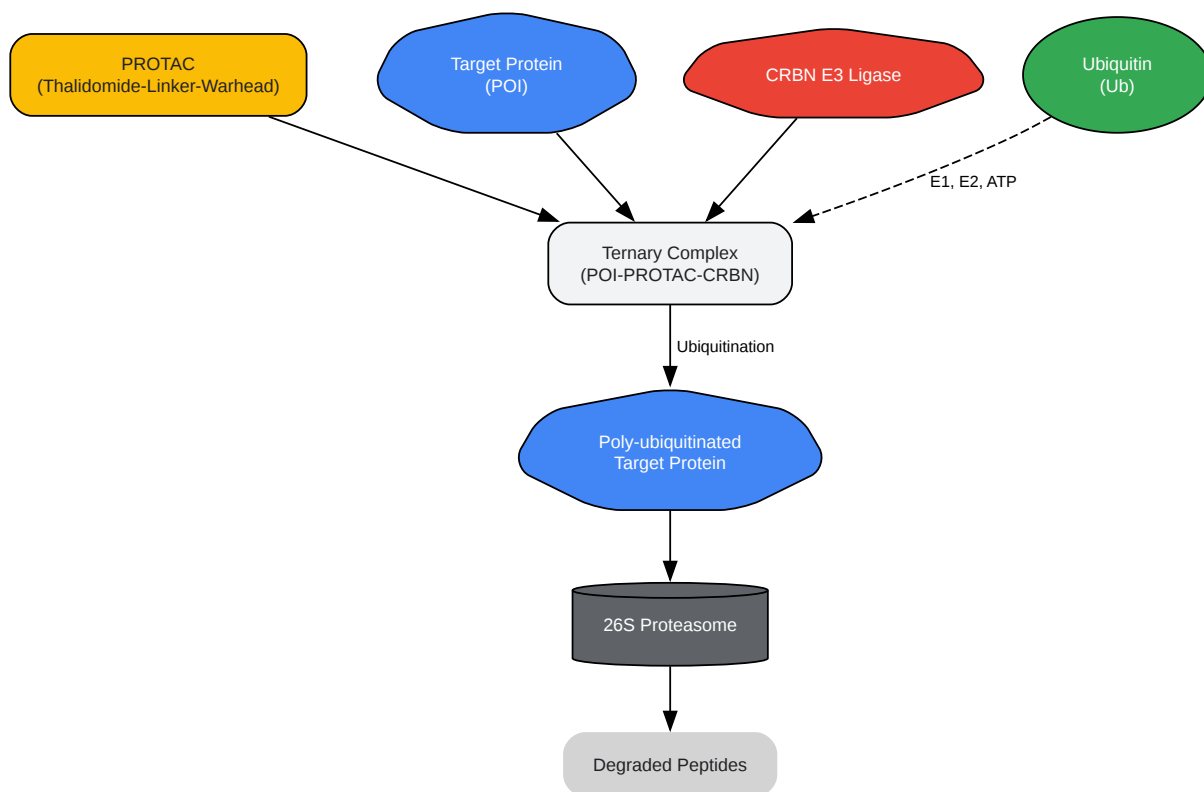 PROTAC
(Thalidomide-Linker-Warhead)
Target Protein
(POI)
CRBN E3 Ligase
Ubiquitin
(Ub)
E1, E2, ATP
Ternary Complex
(POI-PROTAC-CRBN)
Ubiquitination
Poly-ubiquitinated
Target Protein
26S Proteasome
Degraded Peptides